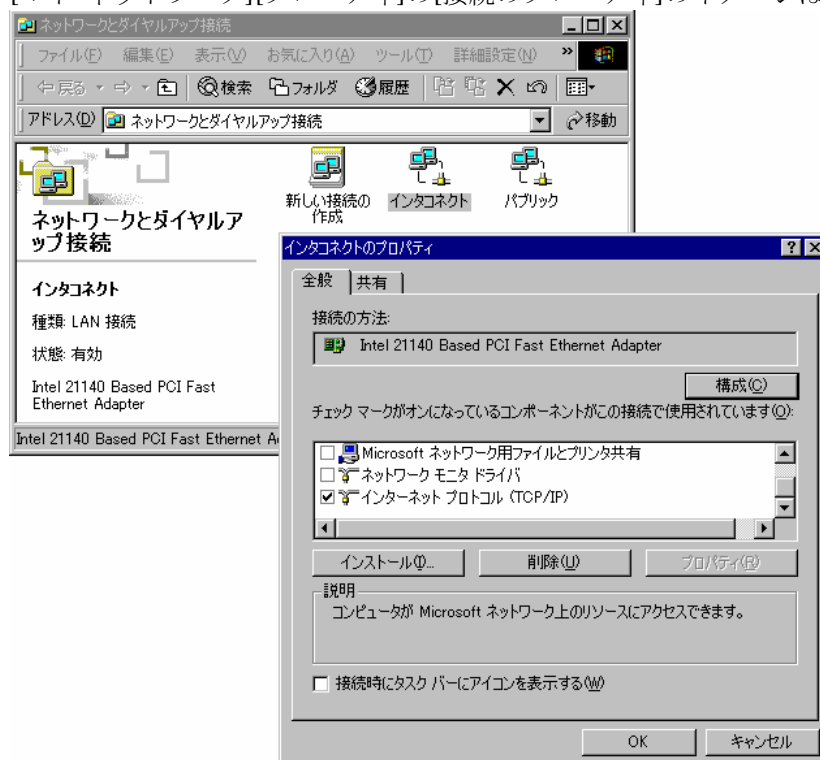 ネットワークとダイヤルアップ接続
ファイル(F) 編集(E) 表示(V) お気に入り(A) ツール(T) 詳細設定(N) »
戻る 検索 フォルダ 履歴
アドレス(D) ネットワークとダイヤルアップ接続 移動
新しい接続の作成
インタコネクト
パブリック
ネットワークとダイヤルア
ップ接続
インタコネクト
種類: LAN 接続
状態: 有効
Intel 21140 Based PCI Fast
Ethernet Adapter
Intel 21140 Based PCI Fast Ethernet
インタコネクトのプロパティ
全般 共有
接続の方法:
Intel 21140 Based PCI Fast Ethernet Adapter
構成(C)
チェック マークがオンになっているコンポーネントがこの接続で使用されています(O):
Microsoft ネットワーク用ファイルとプリンタ共有
ネットワーク モニタ ドライバ
インターネット プロトコル (TCP/IP)
インストール(I)... 削除(U) プロパティ(R)
説明
コンピュータが Microsoft ネットワーク上のリソースにアクセスできます。
接続時にタスク バーにアイコンを表示する(W)
OK キャンセル